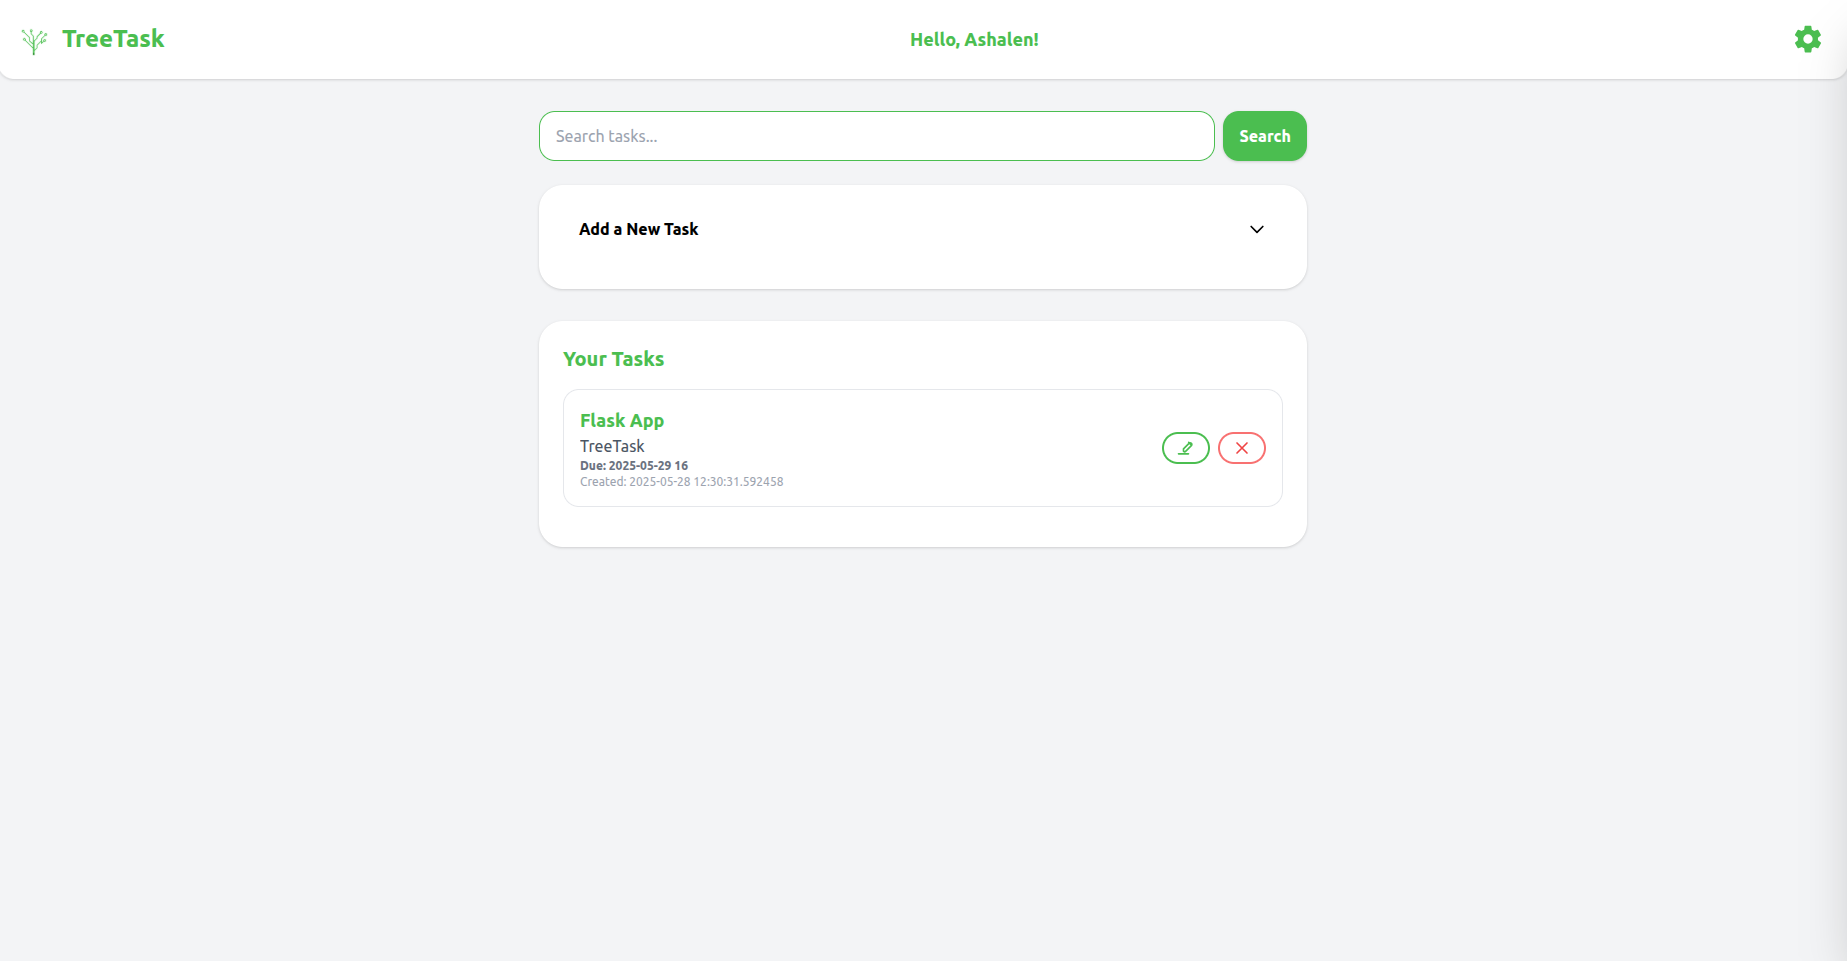 TreeTask
Hello, Ashalen!
Search tasks...
Search
Add a New Task
Your Tasks
Flask App
TreeTask
Due: 2025-05-29 16
Created: 2025-05-28 12:30:31.592458